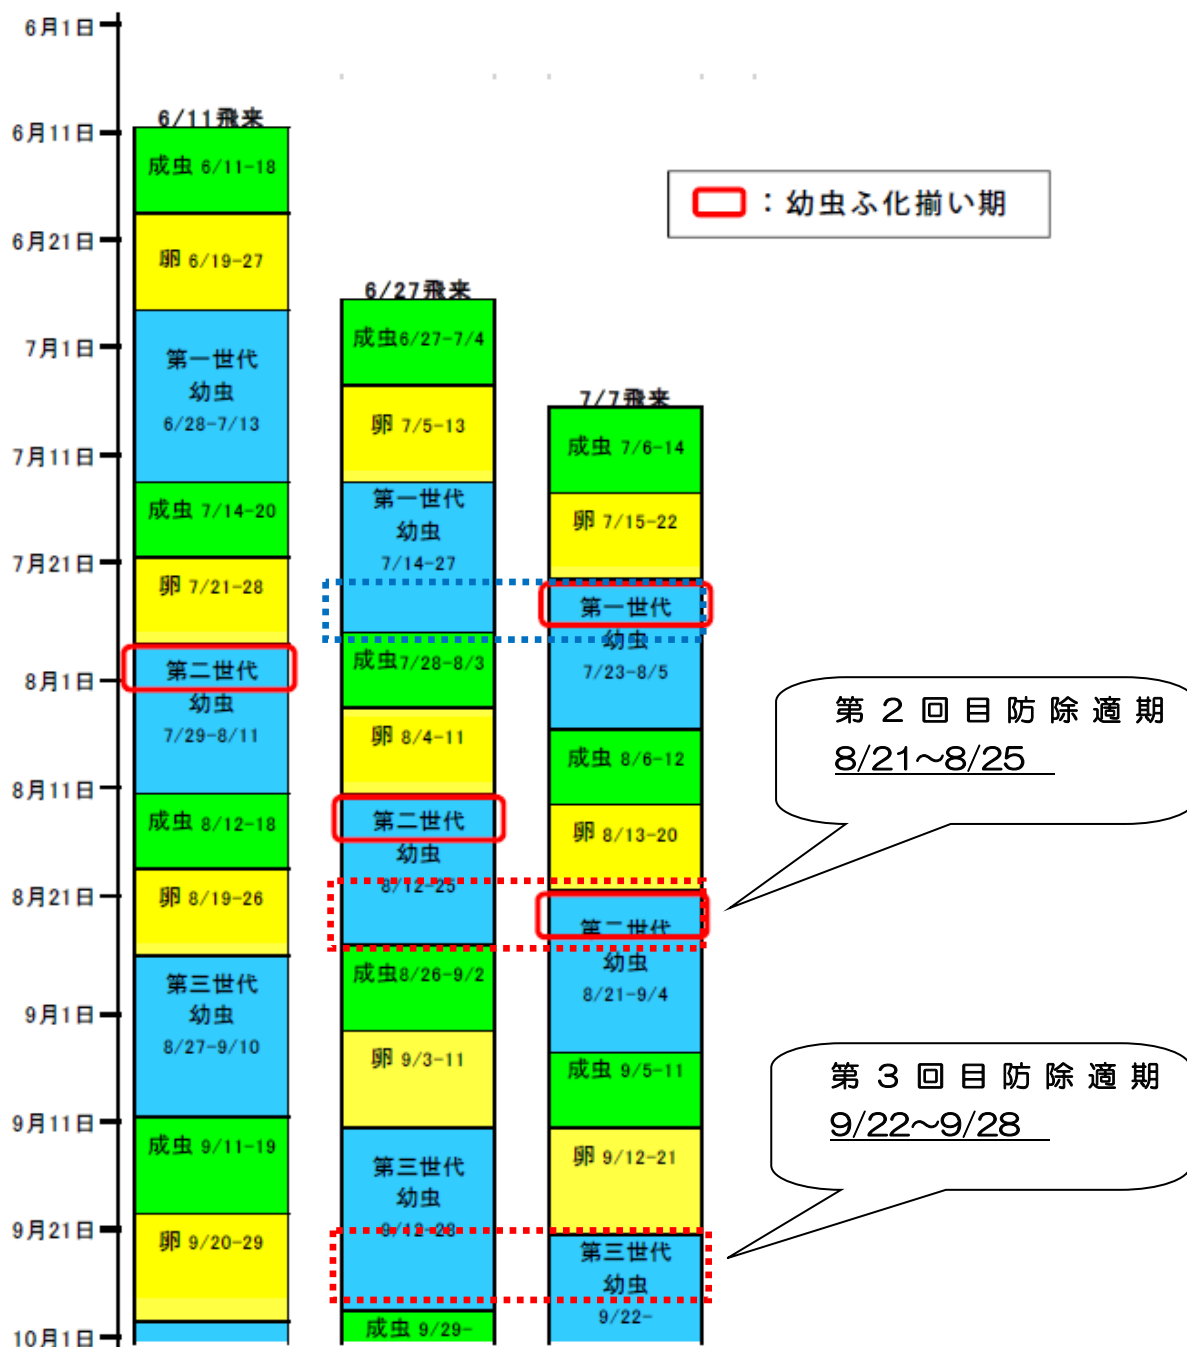 6月1日
6月11日
6月21日
7月1日
7月11日
7月21日
8月1日
8月11日
8月21日
9月1日
9月11日
9月21日
10月1日
6/11飛来
成虫 6/11-18
卵 6/19-27
第一世代
幼虫
6/28-7/13
成虫 7/14-20
卵 7/21-28
第二世代
幼虫
7/29-8/11
成虫 8/12-18
卵 8/19-26
第三世代
幼虫
8/27-9/10
成虫 9/11-19
卵 9/20-29
6/27飛来
成虫6/27-7/4
卵 7/5-13
第一世代
幼虫
7/14-27
成虫7/28-8/3
卵 8/4-11
第二世代
幼虫
8/12-25
成虫8/26-9/2
卵 9/3-11
第三世代
幼虫
9/12-28
成虫 9/29-
7/7飛来
成虫 7/6-14
卵 7/15-22
第一世代
幼虫
7/23-8/5
成虫 8/6-12
卵 8/13-20
第二世代
幼虫
8/21-9/4
成虫 9/5-11
卵 9/12-21
第三世代
幼虫
9/22-
：幼虫ふ化揃い期
第2回目防除適期
8/21～8/25
第3回目防除適期
9/22～9/28